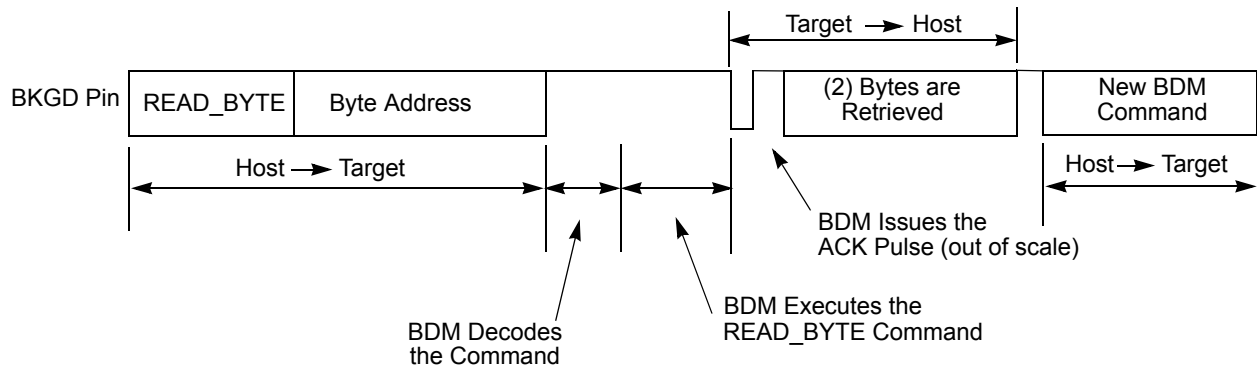 Target → Host
BKGD Pin
READ_BYTE
Byte Address
(2) Bytes are
Retrieved
New BDM
Command
Host → Target
Host → Target
BDM Issues the
ACK Pulse (out of scale)
BDM Decodes
the Command
BDM Executes the
READ_BYTE Command